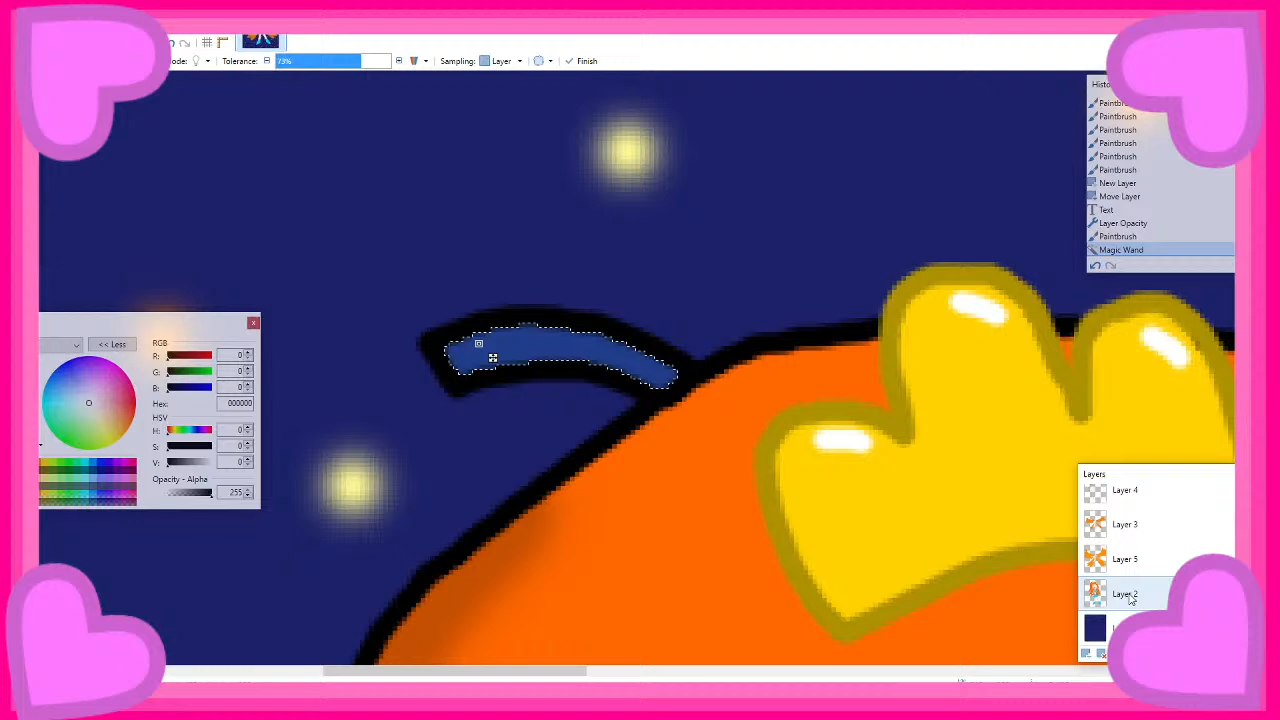 ode:
Tolerance:
73%
Sampling:
Layer
Finish
Paintbrush
Paintbrush
Paintbrush
Paintbrush
Paintbrush
New Layer
Move Layer
Text
Layer Opacity
Paintbrush
Magic Wand
<< Less
RGB
R: 0
G: 0
B: 0
Hex: 000000
HSV
H: 0
S: 0
V: 0
Opacity - Alpha
255
Layers
Layer 4
Layer 3
Layer 5
Layer 2